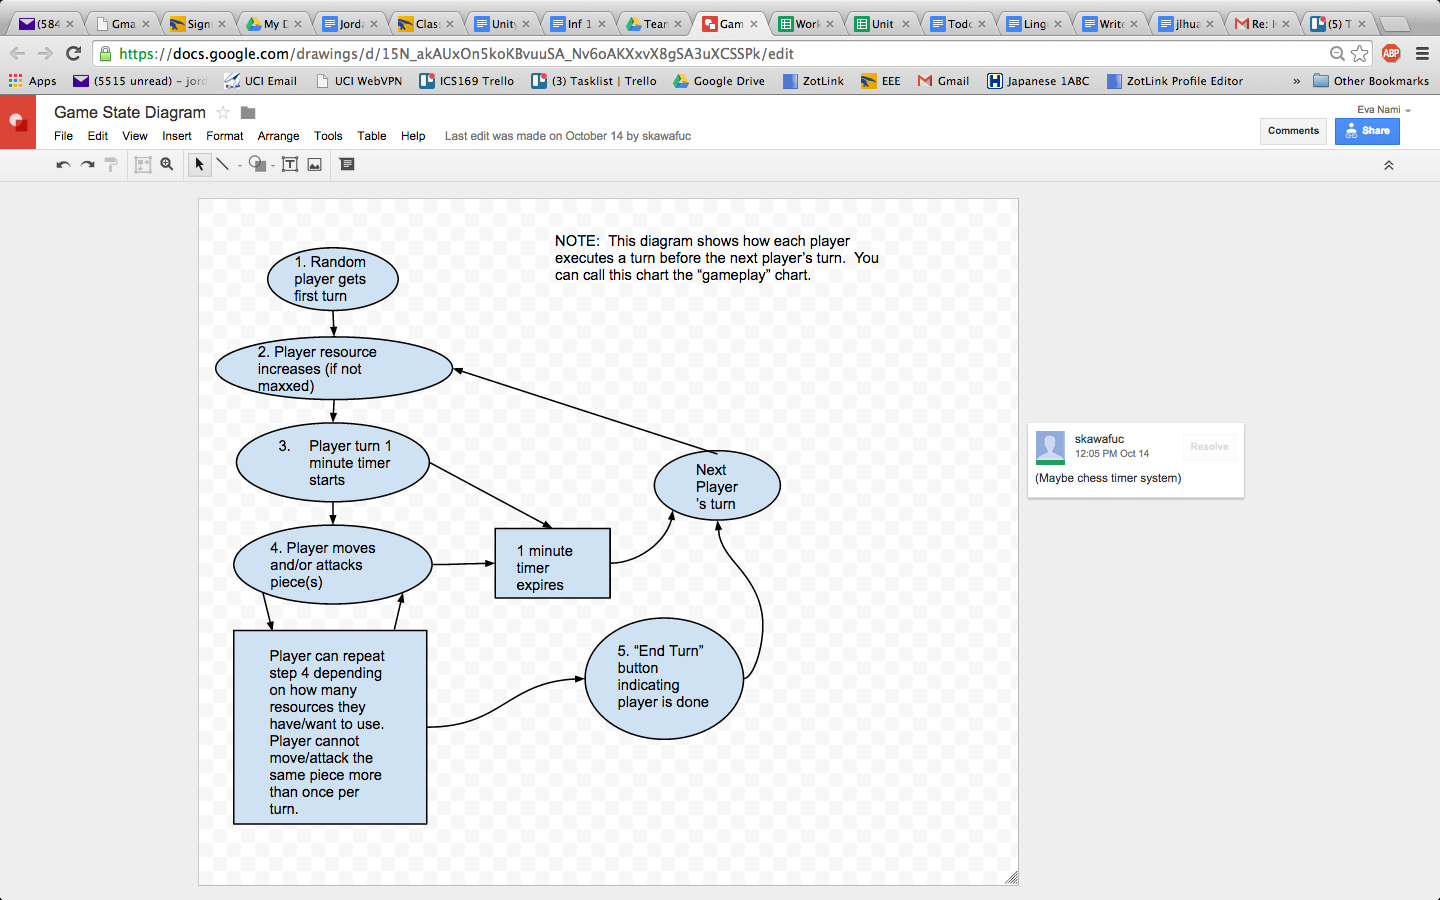 (584
Gma
Sign
My D
Jorda
Class
Unity
Inf 1
Team
Gam
Work
Unit
Todo
Ling
Write
jlhua
Re: I
(5) T
https://docs.google.com/drawings/d/15N_akAUxOn5koKBvuuSA_Nv6oAKXxvX8gSA3uXCSSPk/edit
ABP
Apps
(5515 unread) – jord
UCI Email
UCI WebVPN
ICS169 Trello
(3) Tasklist | Trello
Google Drive
ZotLink
EEE
Gmail
Japanese 1ABC
ZotLink Profile Editor
»
Other Bookmarks
Game State Diagram
Eva Nami
File Edit View Insert Format Arrange Tools Table Help
Last edit was made on October 14 by skawafuc
Comments
Share
NOTE: This diagram shows how each player
executes a turn before the next player's turn. You
can call this chart the “gameplay” chart.
1. Random
player gets
first turn
2. Player resource
increases (if not
maxxed)
3. Player turn 1
minute timer
starts
4. Player moves
and/or attacks
piece(s)
1 minute
timer
expires
Next
Player
's turn
Player can repeat
step 4 depending
on how many
resources they
have/want to use.
Player cannot
move/attack the
same piece more
than once per
turn.
5. “End Turn”
button
indicating
player is done
skawafuc
12:05 PM Oct 14
Resolve
(Maybe chess timer system)